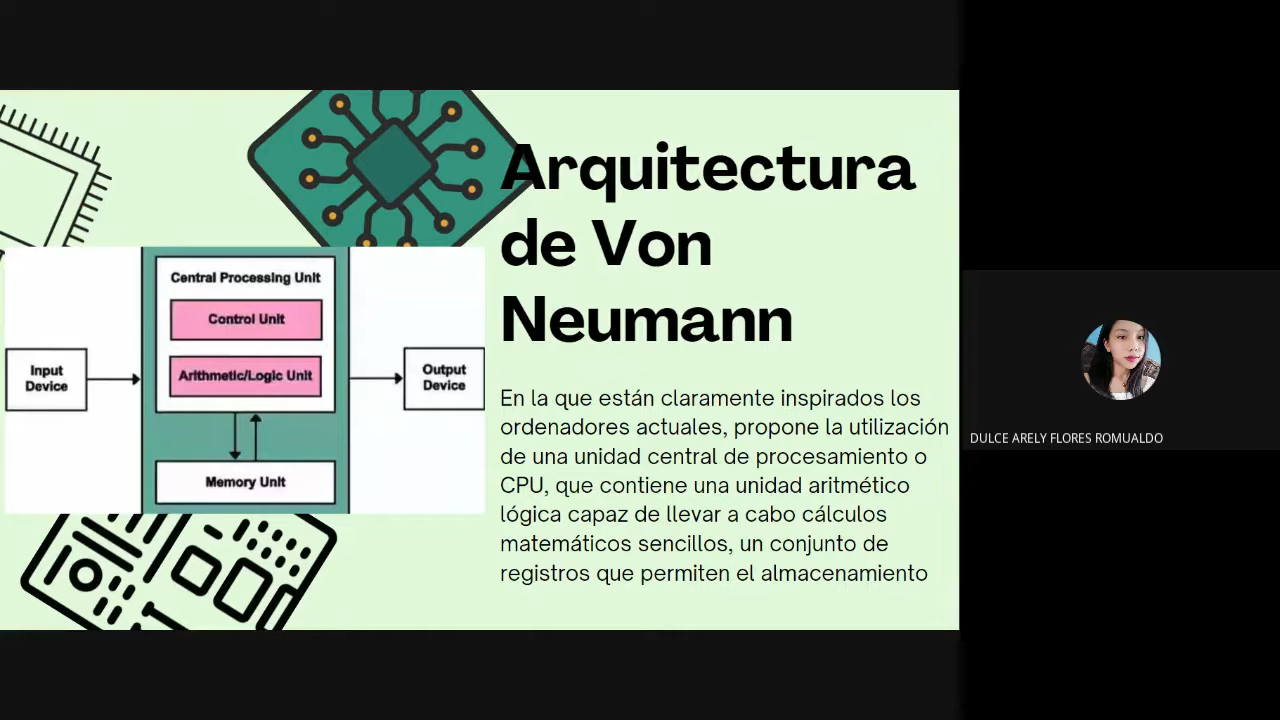 Arquitectura
de Von
Neumann
Central Processing Unit
Control Unit
Arithmetic/Logic Unit
Input
Device
Output
Device
Memory Unit
En la que están claramente inspirados los
ordenadores actuales, propone la utilización
de una unidad central de procesamiento o
CPU, que contiene una unidad aritmético
lógica capaz de llevar a cabo cálculos
matemáticos sencillos, un conjunto de
registros que permiten el almacenamiento
DULCE ARELY FLORES ROMUALDO